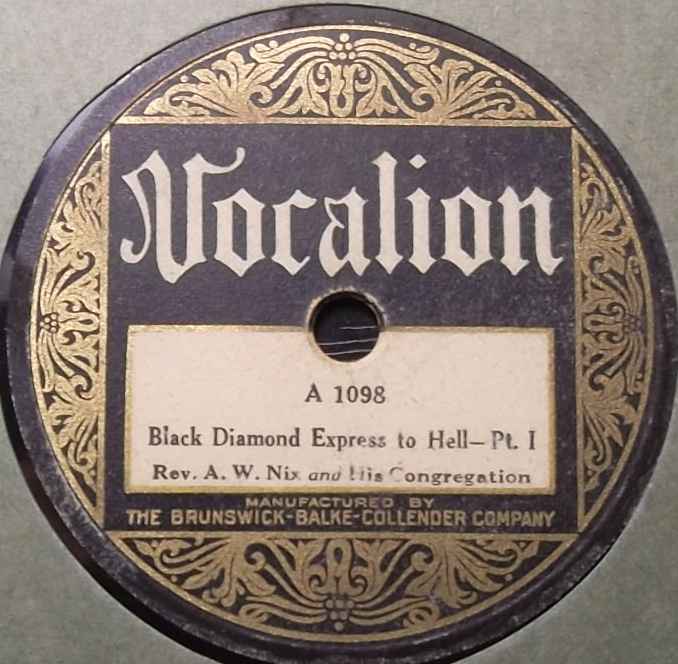 Vocalion
A 1098
Black Diamond Express to Hell—Pt. I
Rev. A. W. Nix and His Congregation
MANUFACTURED BY
THE BRUNSWICK-BALKE-COLLENDER COMPANY